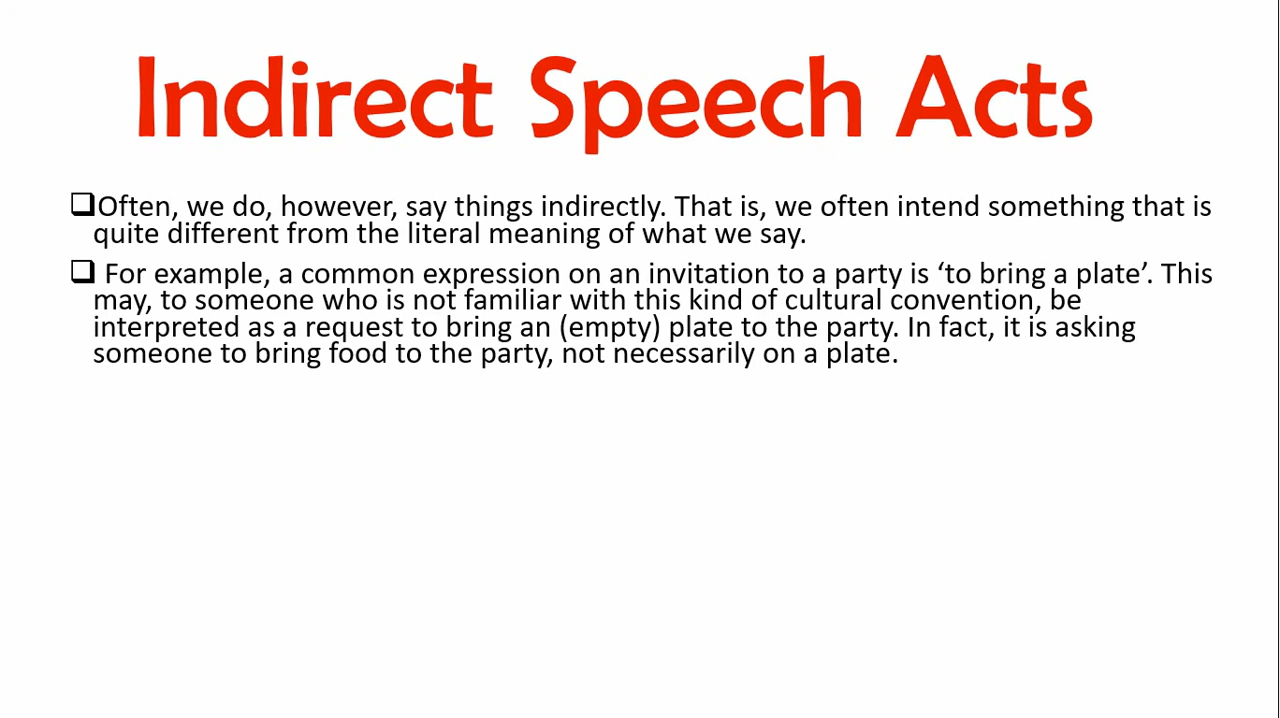 Indirect Speech Acts
❑Often, we do, however, say things indirectly. That is, we often intend something that is
quite different from the literal meaning of what we say.
❑ For example, a common expression on an invitation to a party is ‘to bring a plate’. This
may, to someone who is not familiar with this kind of cultural convention, be
interpreted as a request to bring an (empty) plate to the party. In fact, it is asking
someone to bring food to the party, not necessarily on a plate.